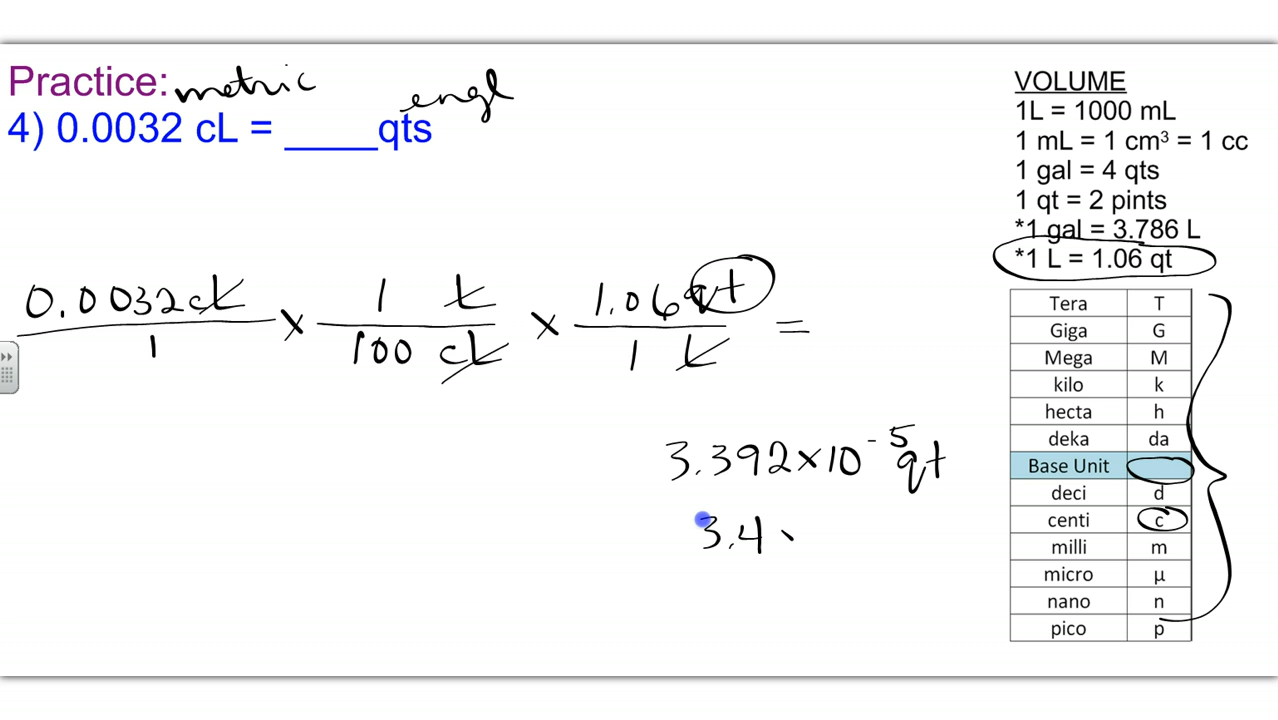 Practice: metric
engl
4) 0.0032 cL = ____qts
0.0032 cL / 1 × 1 L / 100 cL × 1.06 qt / 1 L =
3.392 × 10⁻⁵ qt
3.4 ×
VOLUME
1L = 1000 mL
1 mL = 1 cm³ = 1 cc
1 gal = 4 qts
1 qt = 2 pints
*1 gal = 3.786 L
*1 L = 1.06 qt
Tera T
Giga G
Mega M
kilo k
hecta h
deka da
Base Unit
deci d
centi c
milli m
micro μ
nano n
pico p